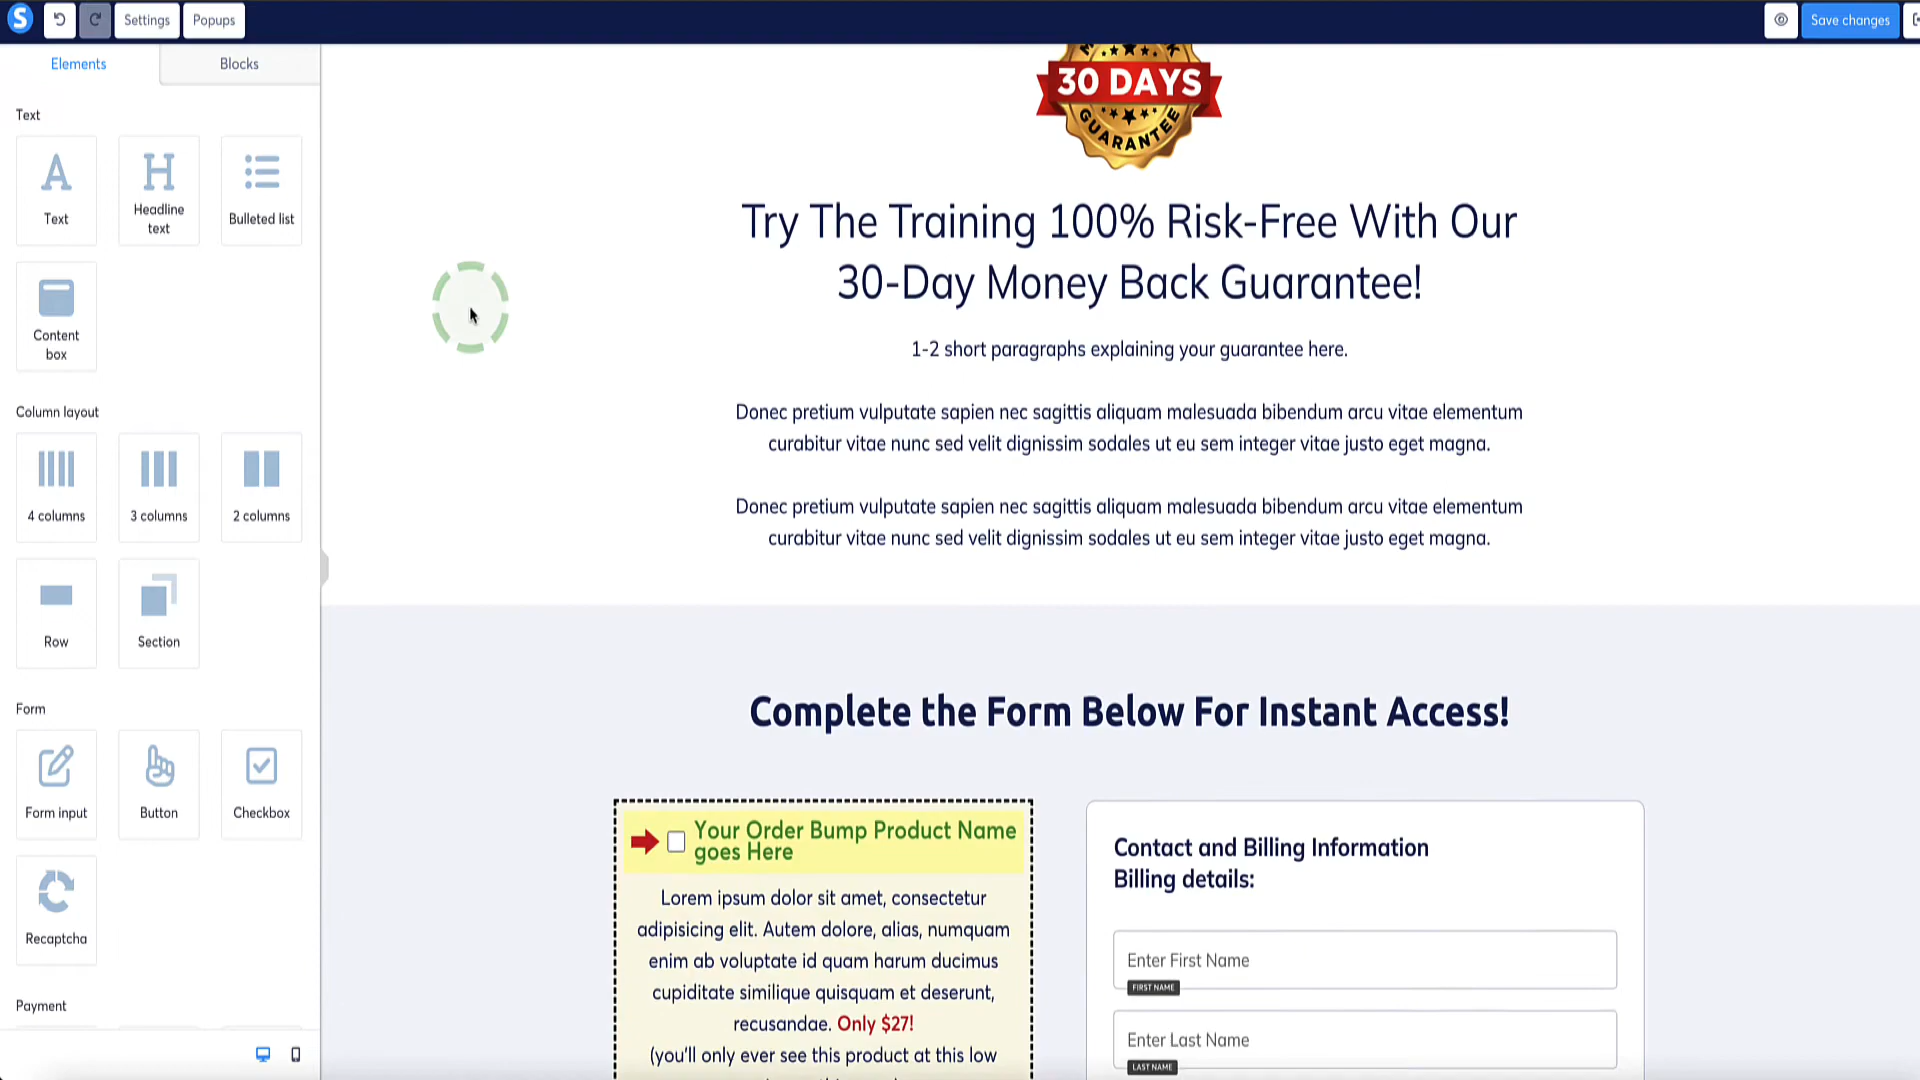 S
Settings
Popups
Save changes
Elements
Blocks
Text
A
Text
H
Headline
text
Bulleted list
Content
box
Column layout
4 columns
3 columns
2 columns
Row
Section
Form
Form input
Button
Checkbox
Recaptcha
Payment
30 DAYS
GUARANTEE
Try The Training 100% Risk-Free With Our
30-Day Money Back Guarantee!
1-2 short paragraphs explaining your guarantee here.
Donec pretium vulputate sapien nec sagittis aliquam malesuada bibendum arcu vitae elementum
curabitur vitae nunc sed velit dignissim sodales ut eu sem integer vitae justo eget magna.
Donec pretium vulputate sapien nec sagittis aliquam malesuada bibendum arcu vitae elementum
curabitur vitae nunc sed velit dignissim sodales ut eu sem integer vitae justo eget magna.
Complete the Form Below For Instant Access!
Your Order Bump Product Name
goes Here
Lorem ipsum dolor sit amet, consectetur
adipisicing elit. Autem dolore, alias, numquam
enim ab voluptate id quam harum ducimus
cupiditate similique quisquam et deserunt,
recusandae. Only $27!
(you'll only ever see this product at this low
Contact and Billing Information
Billing details:
Enter First Name
FIRST NAME
Enter Last Name
LAST NAME